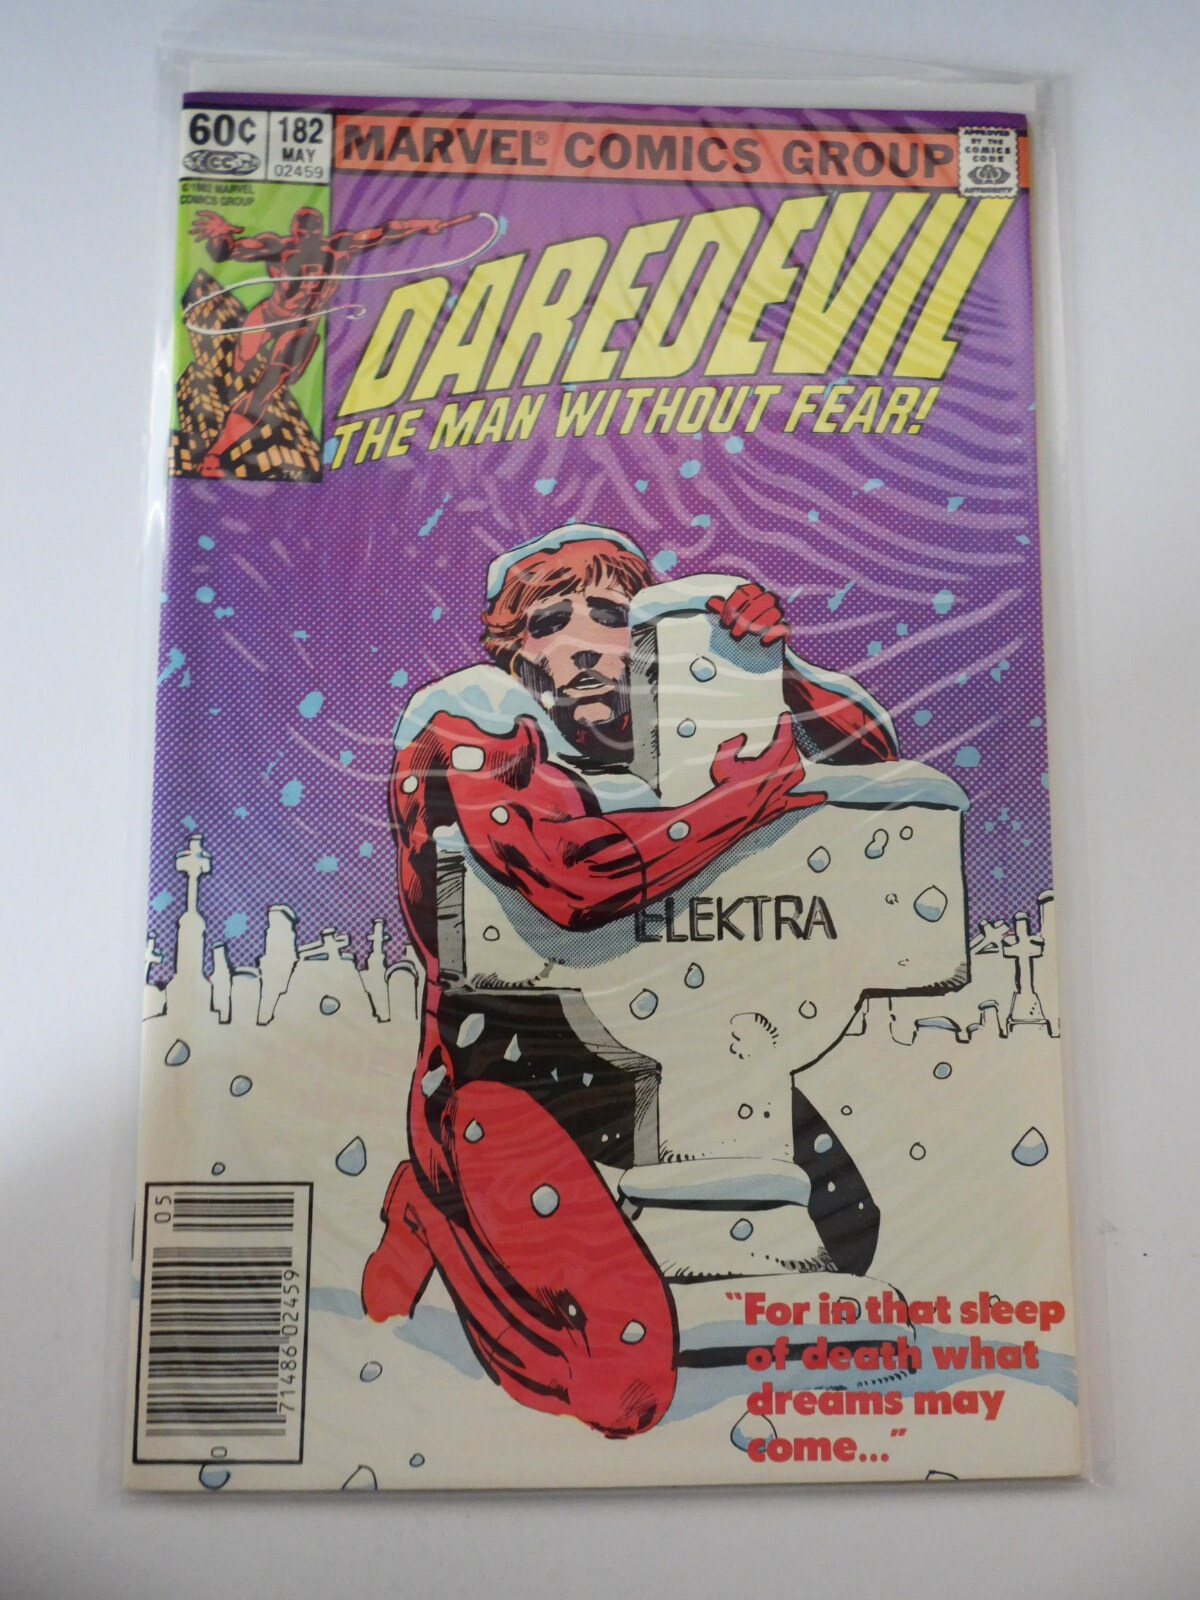 60¢
182
MAY
02459
MARVEL® COMICS GROUP
APPROVED
BY THE
COMICS
CODE
AUTHORITY
© 1982 MARVEL
COMICS GROUP
DAREDEVIL
THE MAN WITHOUT FEAR!
TM
ELEKTRA
05
71486 02459
0
"For in that sleep
of death what
dreams may
come..."